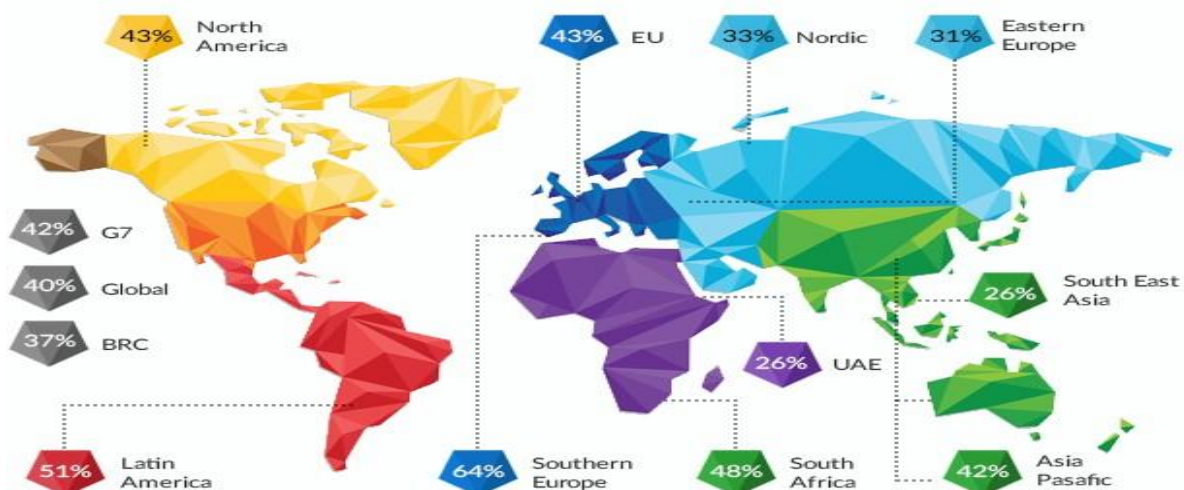 43% North
America
43% EU
33% Nordic
31% Eastern
Europe
42% G7
40% Global
37% BRC
26% South East
Asia
26% UAE
51% Latin
America
64% Southern
Europe
48% South
Africa
42% Asia
Pasafic